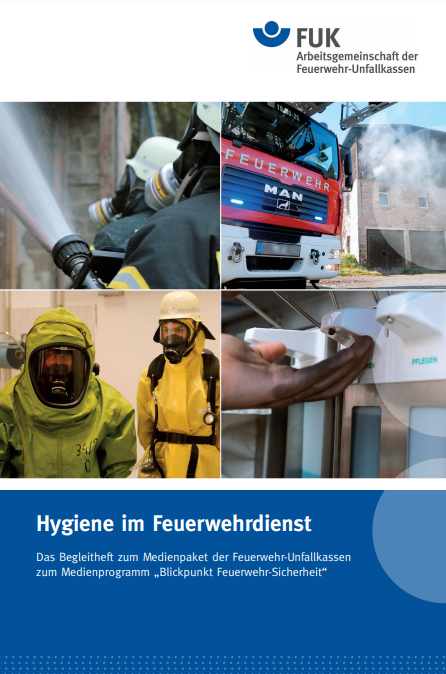 FUK
Arbeitsgemeinschaft der
Feuerwehr-Unfallkassen
FEUERWEHR
MAN
PFLEGEN
Hygiene im Feuerwehrdienst
Das Begleitheft zum Medienpaket der Feuerwehr-Unfallkassen
zum Medienprogramm „Blickpunkt Feuerwehr-Sicherheit“